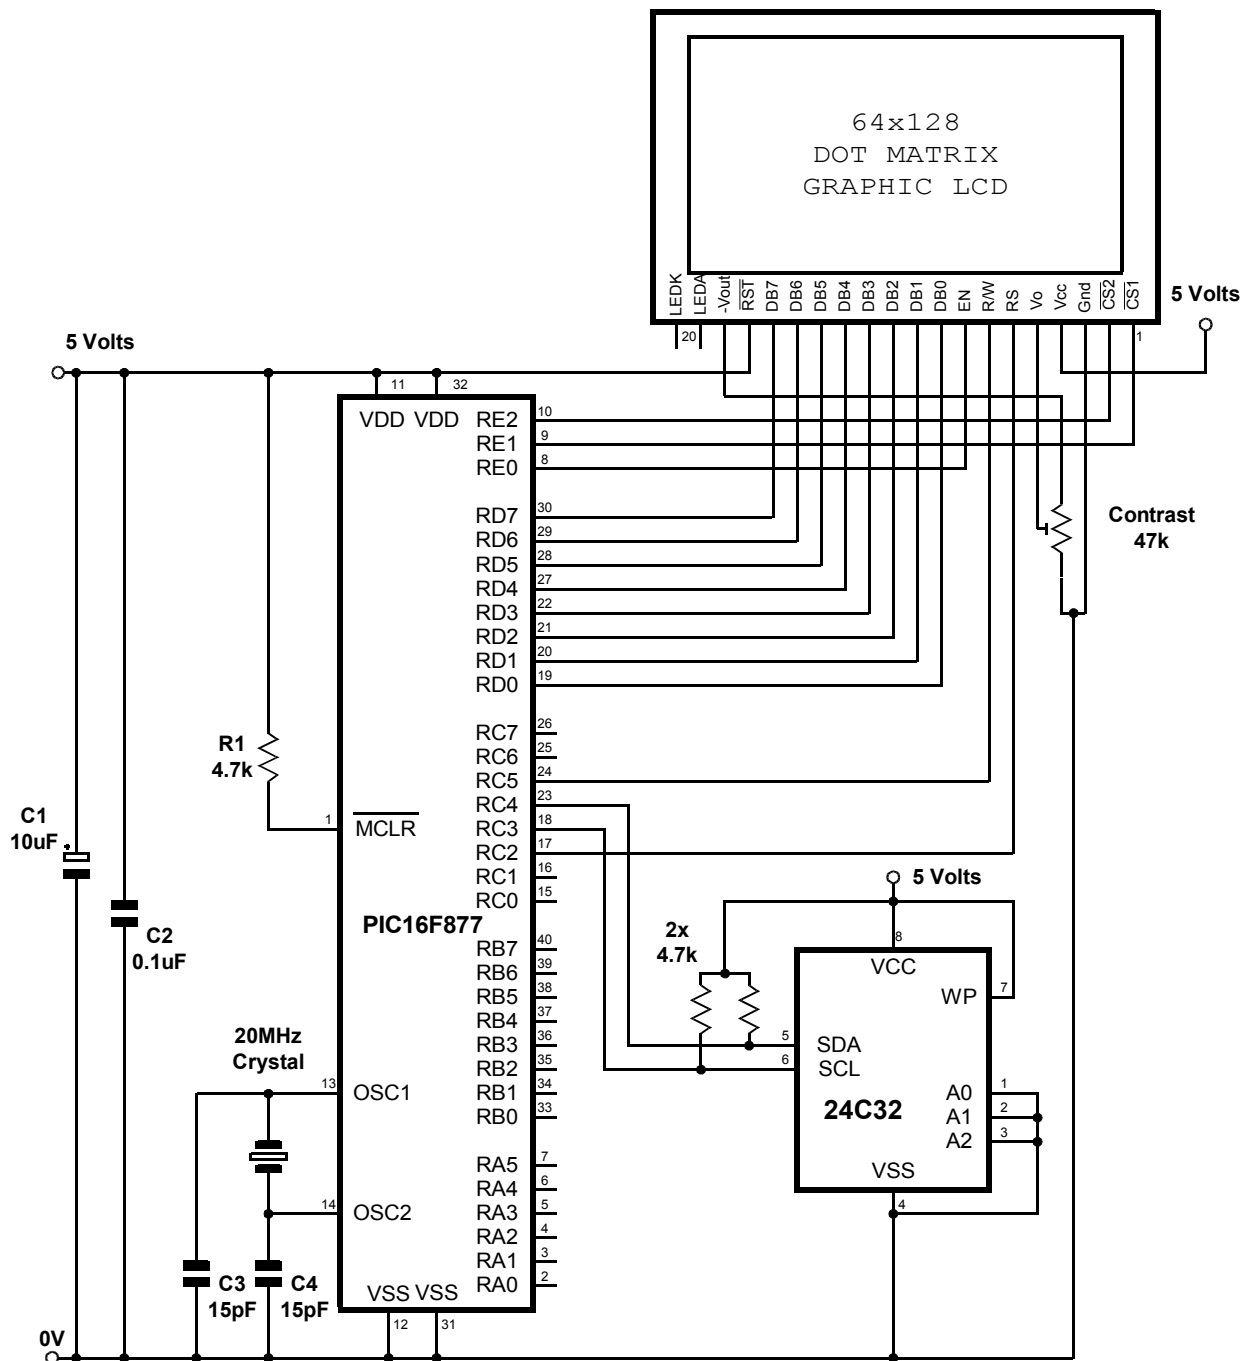 64x128
DOT MATRIX
GRAPHIC LCD
LEDK
LEDA
-Vout
RST
DB7
DB6
DB5
DB4
DB3
DB2
DB1
DB0
EN
R/W
RS
Vo
Vcc
Gnd
CS2
CS1
20
1
5 Volts
5 Volts
11
32
VDD VDD
RE2 10
RE1 9
RE0 8
RD7 30
RD6 29
RD5 28
RD4 27
RD3 22
RD2 21
RD1 20
RD0 19
Contrast
47k
RC7 26
RC6 25
RC5 24
RC4 23
RC3 18
RC2 17
RC1 16
RC0 15
R1
4.7k
1 MCLR
C1
10uF
+
C2
0.1uF
PIC16F877
RB7 40
RB6 39
RB5 38
RB4 37
RB3 36
RB2 35
RB1 34
RB0 33
5 Volts
2x
4.7k
8
VCC
WP 7
5 SDA
6 SCL
24C32
A0 1
A1 2
A2 3
VSS
4
20MHz
Crystal
13 OSC1
14 OSC2
RA5 7
RA4 6
RA3 5
RA2 4
RA1 3
RA0 2
C3
15pF
C4
15pF
VSS VSS
12
31
0V